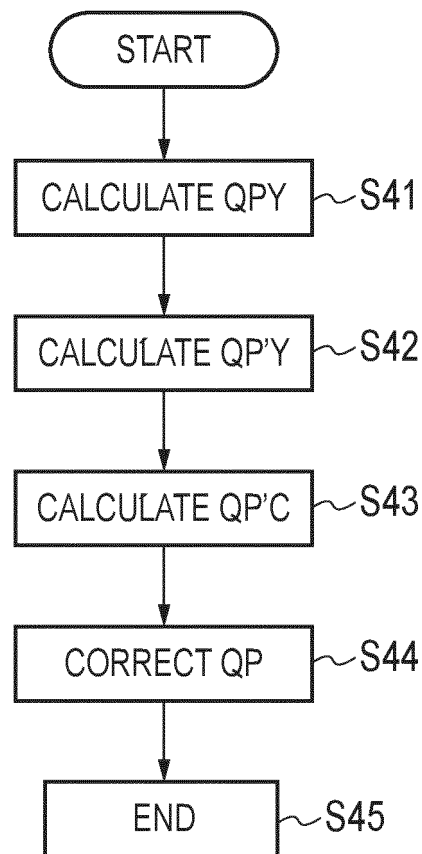 START
CALCULATE QPY S41
CALCULATE QP'Y S42
CALCULATE QP'C S43
CORRECT QP S44
END S45